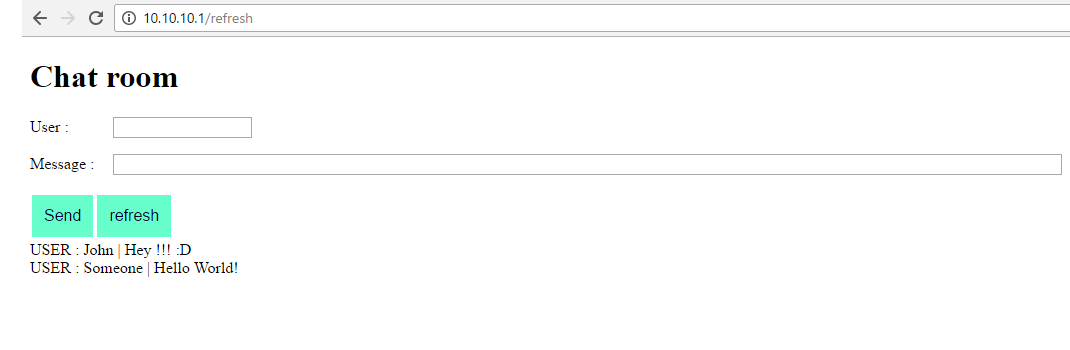 10.10.10.1/refresh
Chat room
User :
Message :
Send refresh
USER : John | Hey !!! :D
USER : Someone | Hello World!